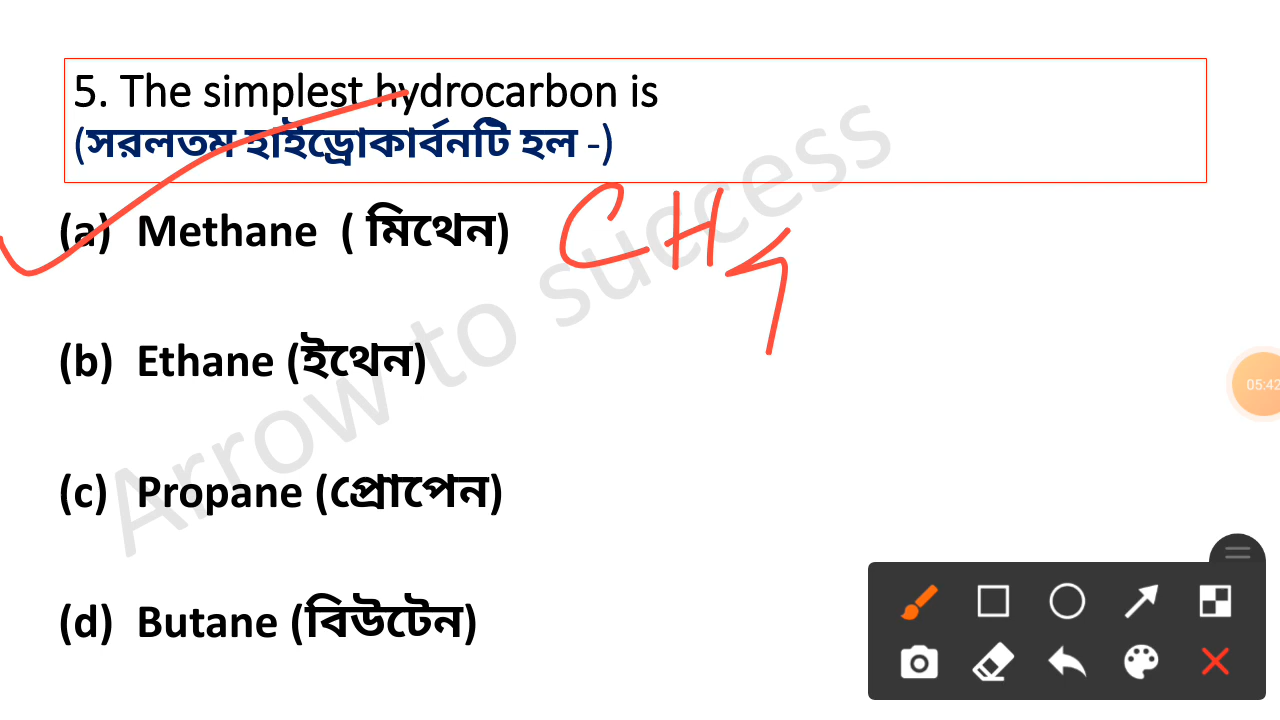 5. The simplest hydrocarbon is
(সরলতম হাইড্রোকার্বনটি হল -)
(a) Methane ( মিথেন) CH4
(b) Ethane (ইথেন)
(c) Propane (প্রোপেন)
(d) Butane (বিউটেন)
Arrow to success
05:42